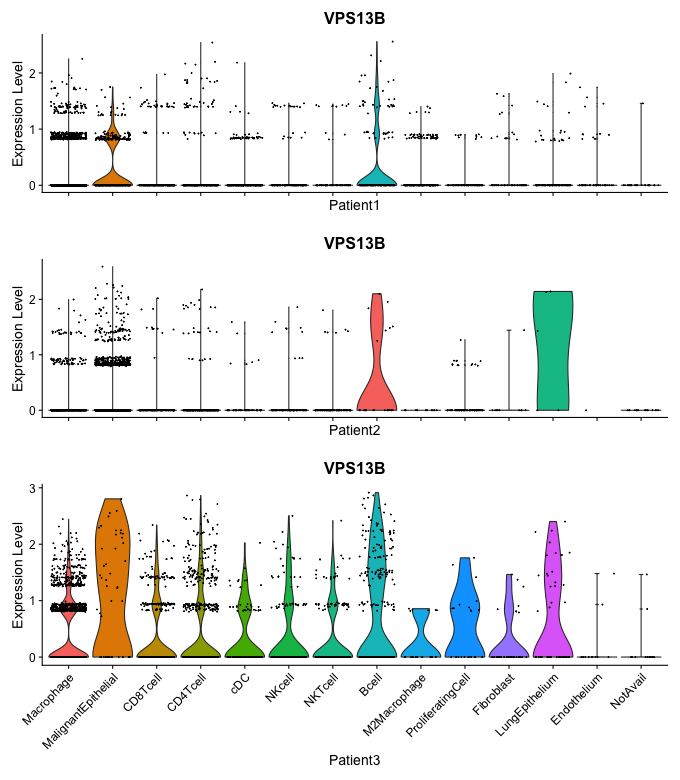 VPS13B
Expression Level
2
1
0
Patient1
VPS13B
Expression Level
2
1
0
Patient2
VPS13B
Expression Level
3
2
1
0
Macrophage
MalignantEpithelial
CD8Tcell
CD4Tcell
cDC
NKcell
NKTcell
Bcell
M2Macrophage
ProliferatingCell
Fibroblast
LungEpithelium
Endothelium
NotAvail
Patient3